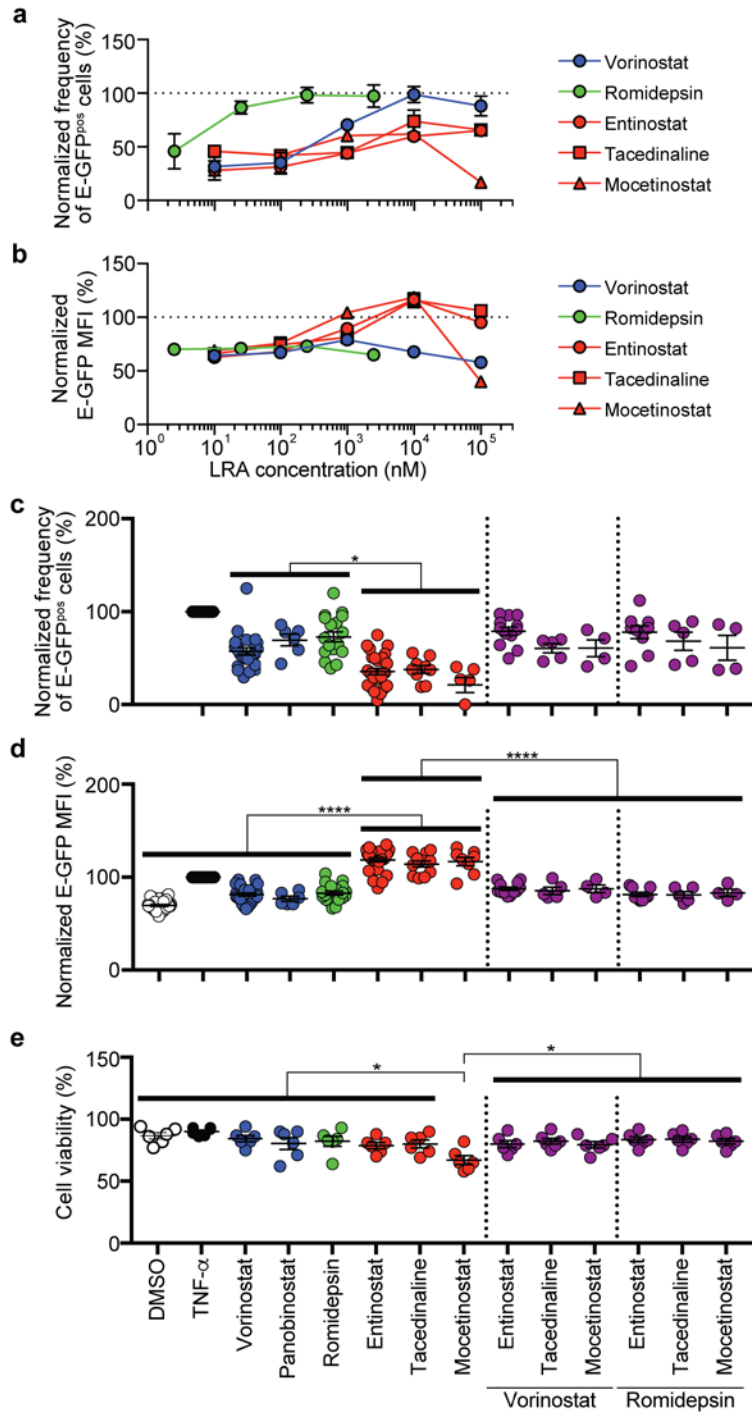 a
Normalized frequency
of E-GFPpos cells (%)
150
100
50
0
Vorinostat
Romidepsin
Entinostat
Tacedinaline
Mocetinostat
b
Normalized
E-GFP MFI (%)
150
100
50
0
Vorinostat
Romidepsin
Entinostat
Tacedinaline
Mocetinostat
10⁰ 10¹ 10² 10³ 10⁴ 10⁵
LRA concentration (nM)
c
Normalized frequency
of E-GFPpos cells (%)
200
100
0
*
d
Normalized E-GFP MFI (%)
200
100
0
****
****
e
Cell viability (%)
150
100
50
0
*
*
DMSO
TNF-α
Vorinostat
Panobinostat
Romidepsin
Entinostat
Tacedinaline
Mocetinostat
Entinostat
Tacedinaline
Mocetinostat
Entinostat
Tacedinaline
Mocetinostat
Vorinostat
Romidepsin